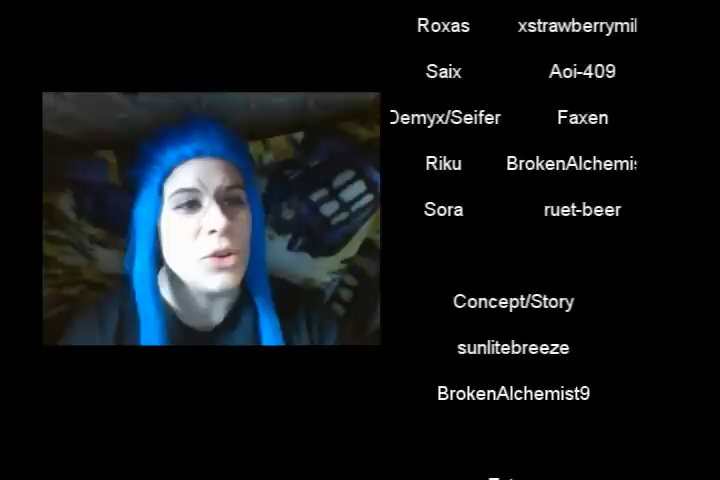 Roxas xstrawberrymil
Saix Aoi-409
Demyx/Seifer Faxen
Riku BrokenAlchemis
Sora ruet-beer
Concept/Story
sunlitebreeze
BrokenAlchemist9